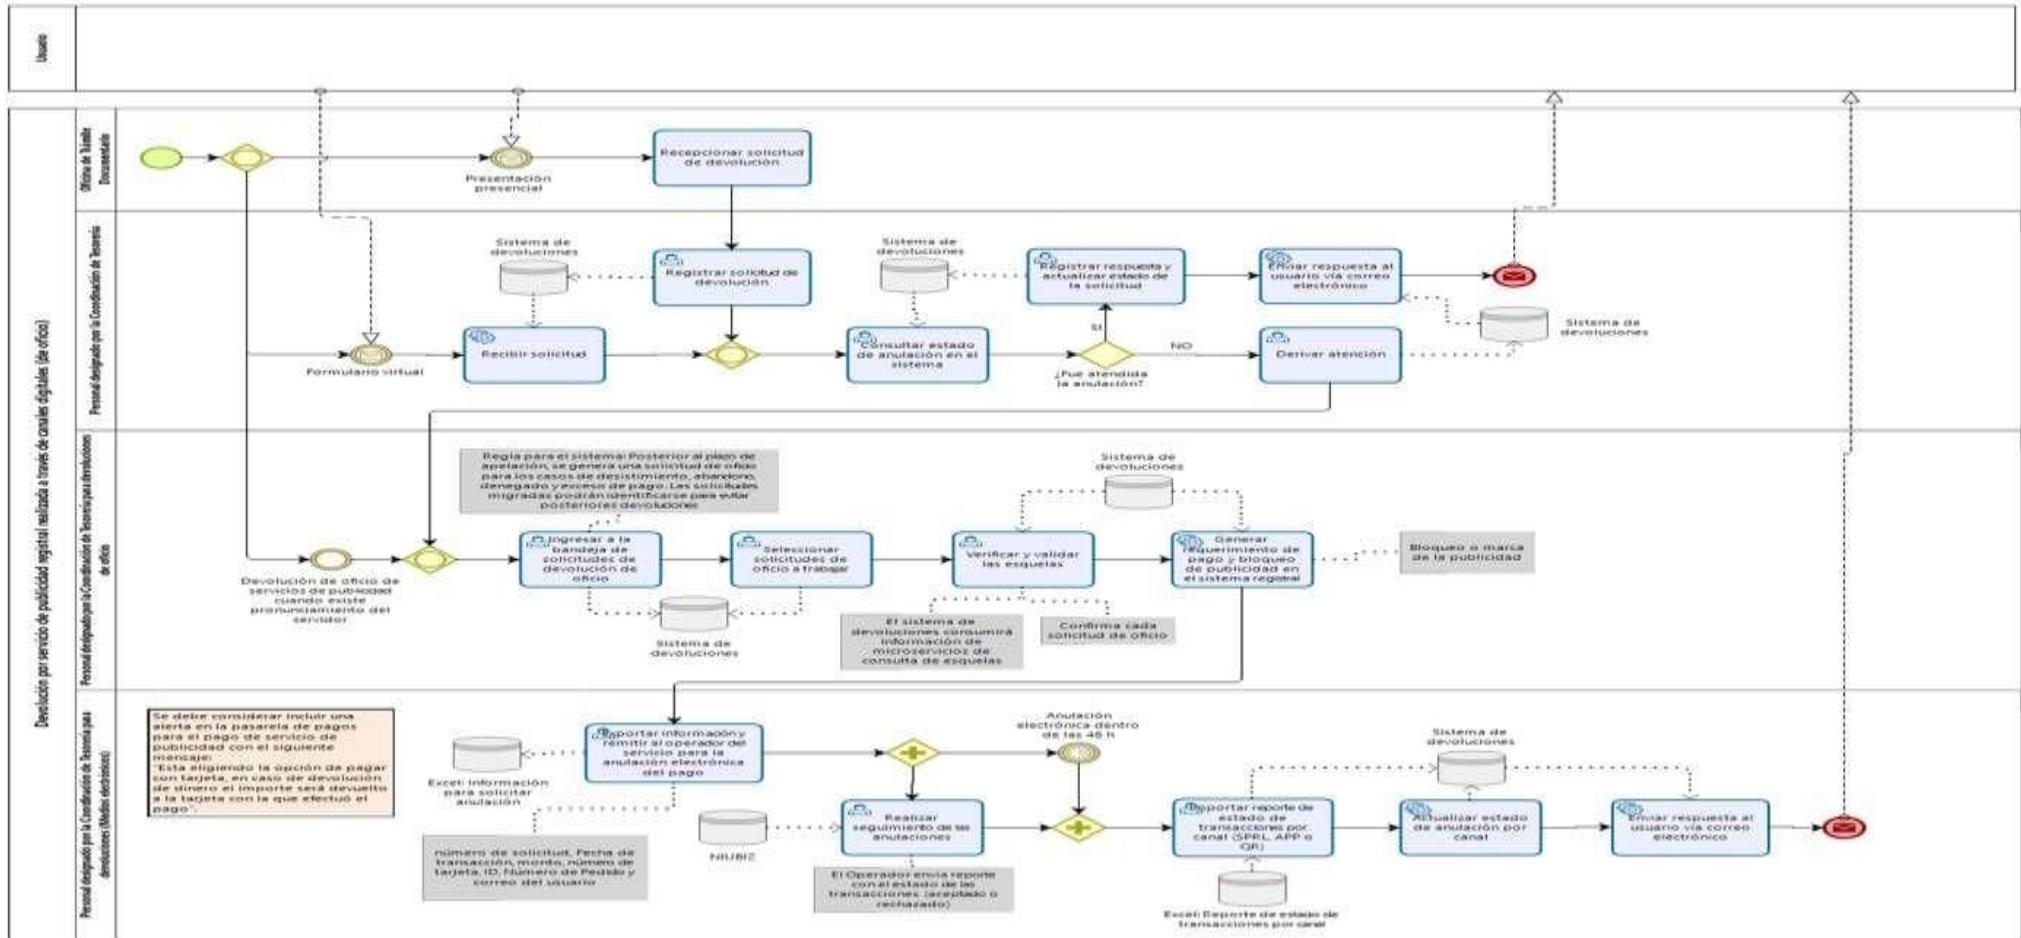 Usuario
Devolución por servicio de publicidad registral realizada a través de canales digitales (de oficio)
Oficina de Trámite
Documentario
Recepcionar solicitud
de devolución
Presentación
presencial
Personal designado por la Coordinación de Tesorería
Sistema de
devoluciones
Registrar solicitud de
devolución
Sistema de
devoluciones
Registrar respuesta y
actualizar estado de
la solicitud
Enviar respuesta al
usuario vía correo
electrónico
Sistema de
devoluciones
Formulario virtual
Recibir solicitud
Consultar estado
de anulación en el
sistema
SI
NO
¿Fué atendida
la anulación?
Derivar atención
Personal designado por la Coordinación de Tesorería para devoluciones
de oficio
Regla para el sistema: Posterior al plazo de
apelación, se genera una solicitud de oficio
para los casos de desistimiento, abandono,
denegado y exceso de pago. Las solicitudes
migradas podrán identificarse para evitar
posteriores devoluciones
Sistema de
devoluciones
Devolución de oficio de
servicios de publicidad
cuando existe
pronunciamiento del
servidor
Ingresar a la
bandeja de
solicitudes de
devolución de
oficio
Seleccionar
solicitudes de
oficio a trabajar
Verificar y validar
las esquelas
Generar
requerimiento de
pago y bloqueo
de publicidad en
el sistema registral
Bloqueo o marca
de la publicidad
Sistema de
devoluciones
El sistema de
devoluciones consumirá
información de
microservicios de
consulta de esquelas
Confirma cada
solicitud de oficio
Personal designado por la Coordinación de Tesorería para
devoluciones (Medios electrónicos)
Se debe considerar incluir una
alerta en la pasarela de pagos
para el pago de servicio de
publicidad con el siguiente
mensaje:
"Esta eligiendo la opción de pagar
con tarjeta, en caso de devolución
de dinero el importe será devuelto
a la tarjeta con la que efectuó el
pago".
Excel: Información
para solicitar
anulación
Exportar información y
remitir al operador del
servicio para la
anulación electrónica
del pago
número de solicitud, Fecha de
transacción, monto, número de
tarjeta, ID, Número de Pedido y
correo del usuario
NIUBIZ
Realizar
seguimiento de las
anulaciones
El Operador envia reporte
con el estado de las
transacciones (aceptado o
rechazado)
Anulación
electrónica dentro
de las 48 h
Importar reporte de
estado de
transacciones por
canal (SPRL, APP o
QR)
Excel: Reporte de estado de
transacciones por canal
Sistema de
devoluciones
Actualizar estado
de anulación por
canal
Enviar respuesta al
usuario vía correo
electrónico